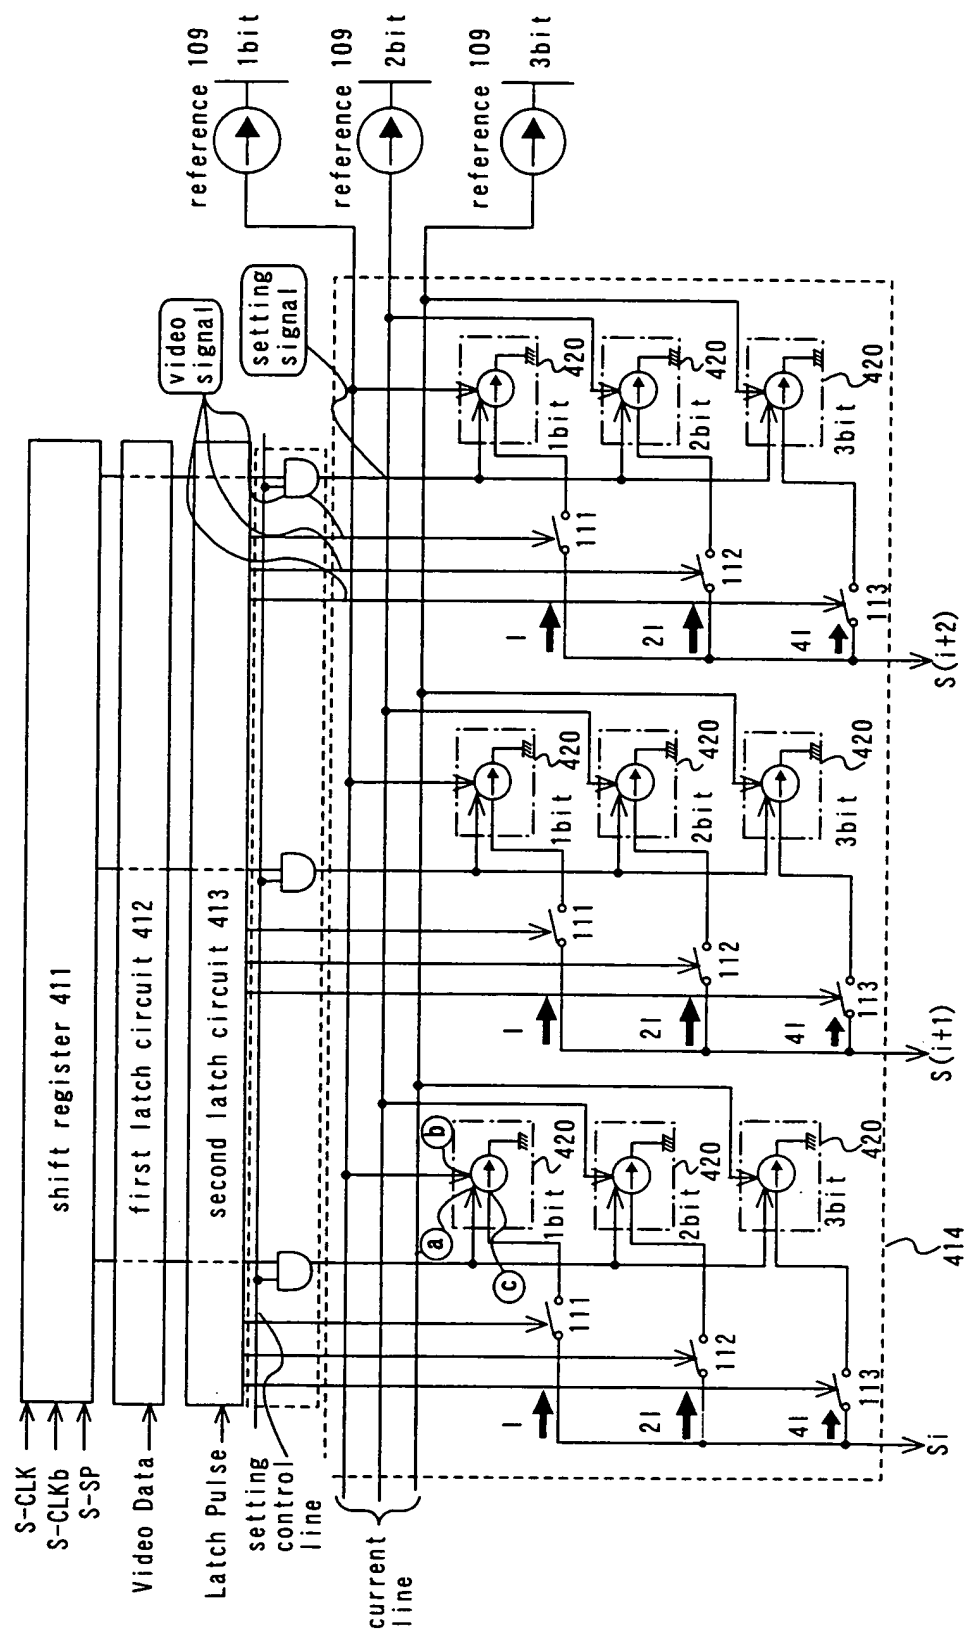 S-CLK
S-CLKb
S-SP
Video Data
Latch Pulse
setting
control
line
current
line
shift register 411
first latch circuit 412
second latch circuit 413
video
signal
setting
signal
reference 109
1bit
reference 109
2bit
reference 109
3bit
a
b
c
1bit
420
2bit
420
3bit
420
111
112
113
I
2I
4I
Si
1bit
420
2bit
420
3bit
420
111
112
113
I
2I
4I
S(i+1)
1bit
420
2bit
420
3bit
420
111
112
113
I
2I
4I
S(i+2)
414